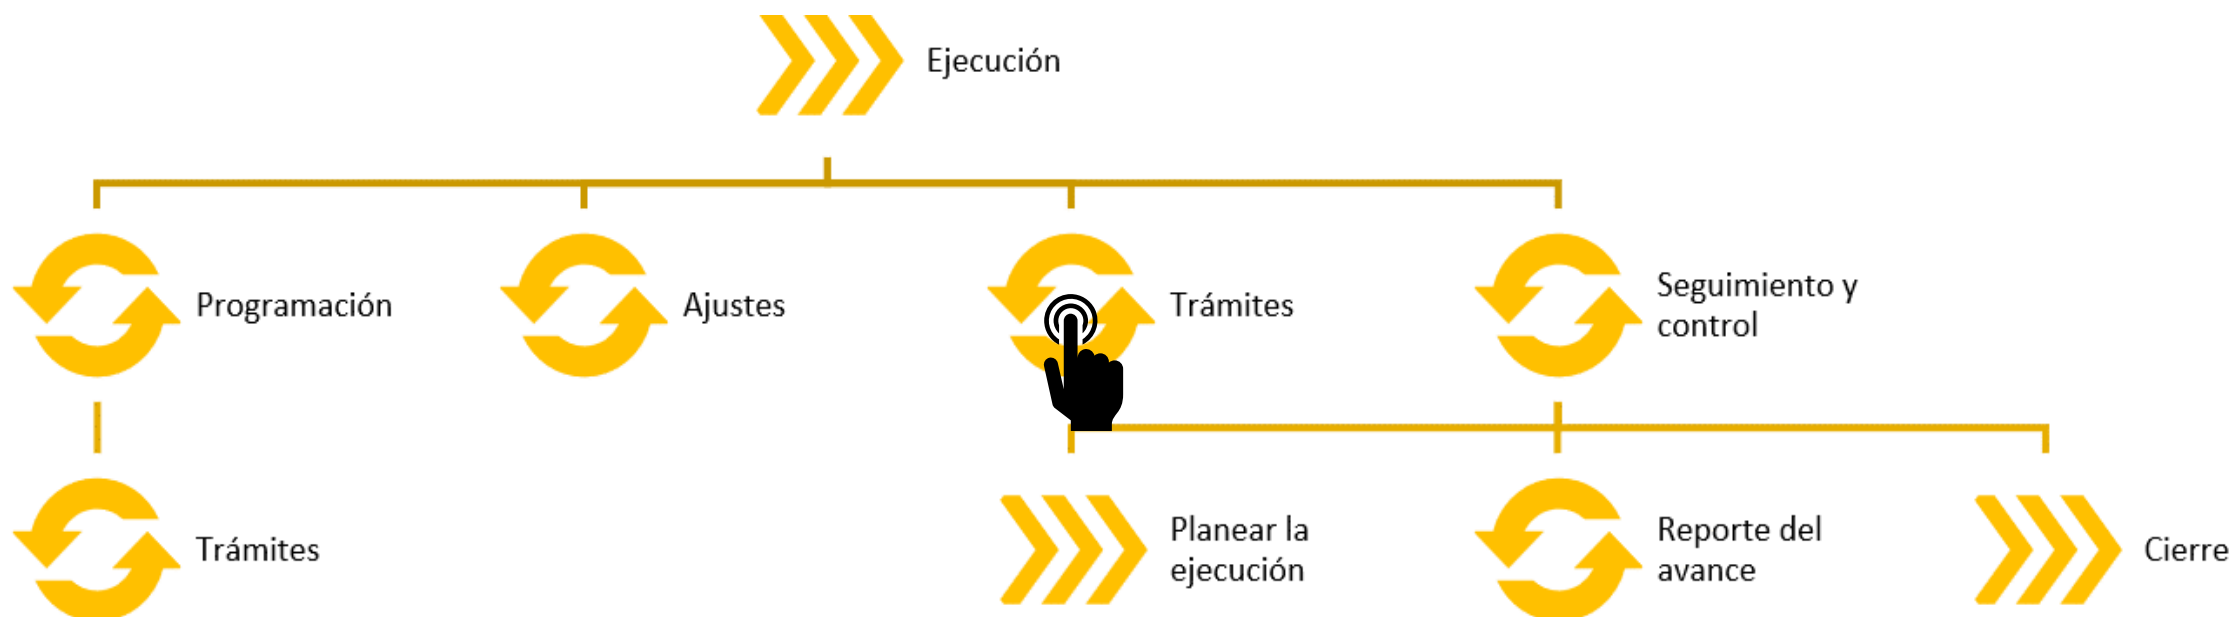 Ejecución
Programación
Ajustes
Trámites
Seguimiento y
control
Trámites
Planear la
ejecución
Reporte del
avance
Cierre